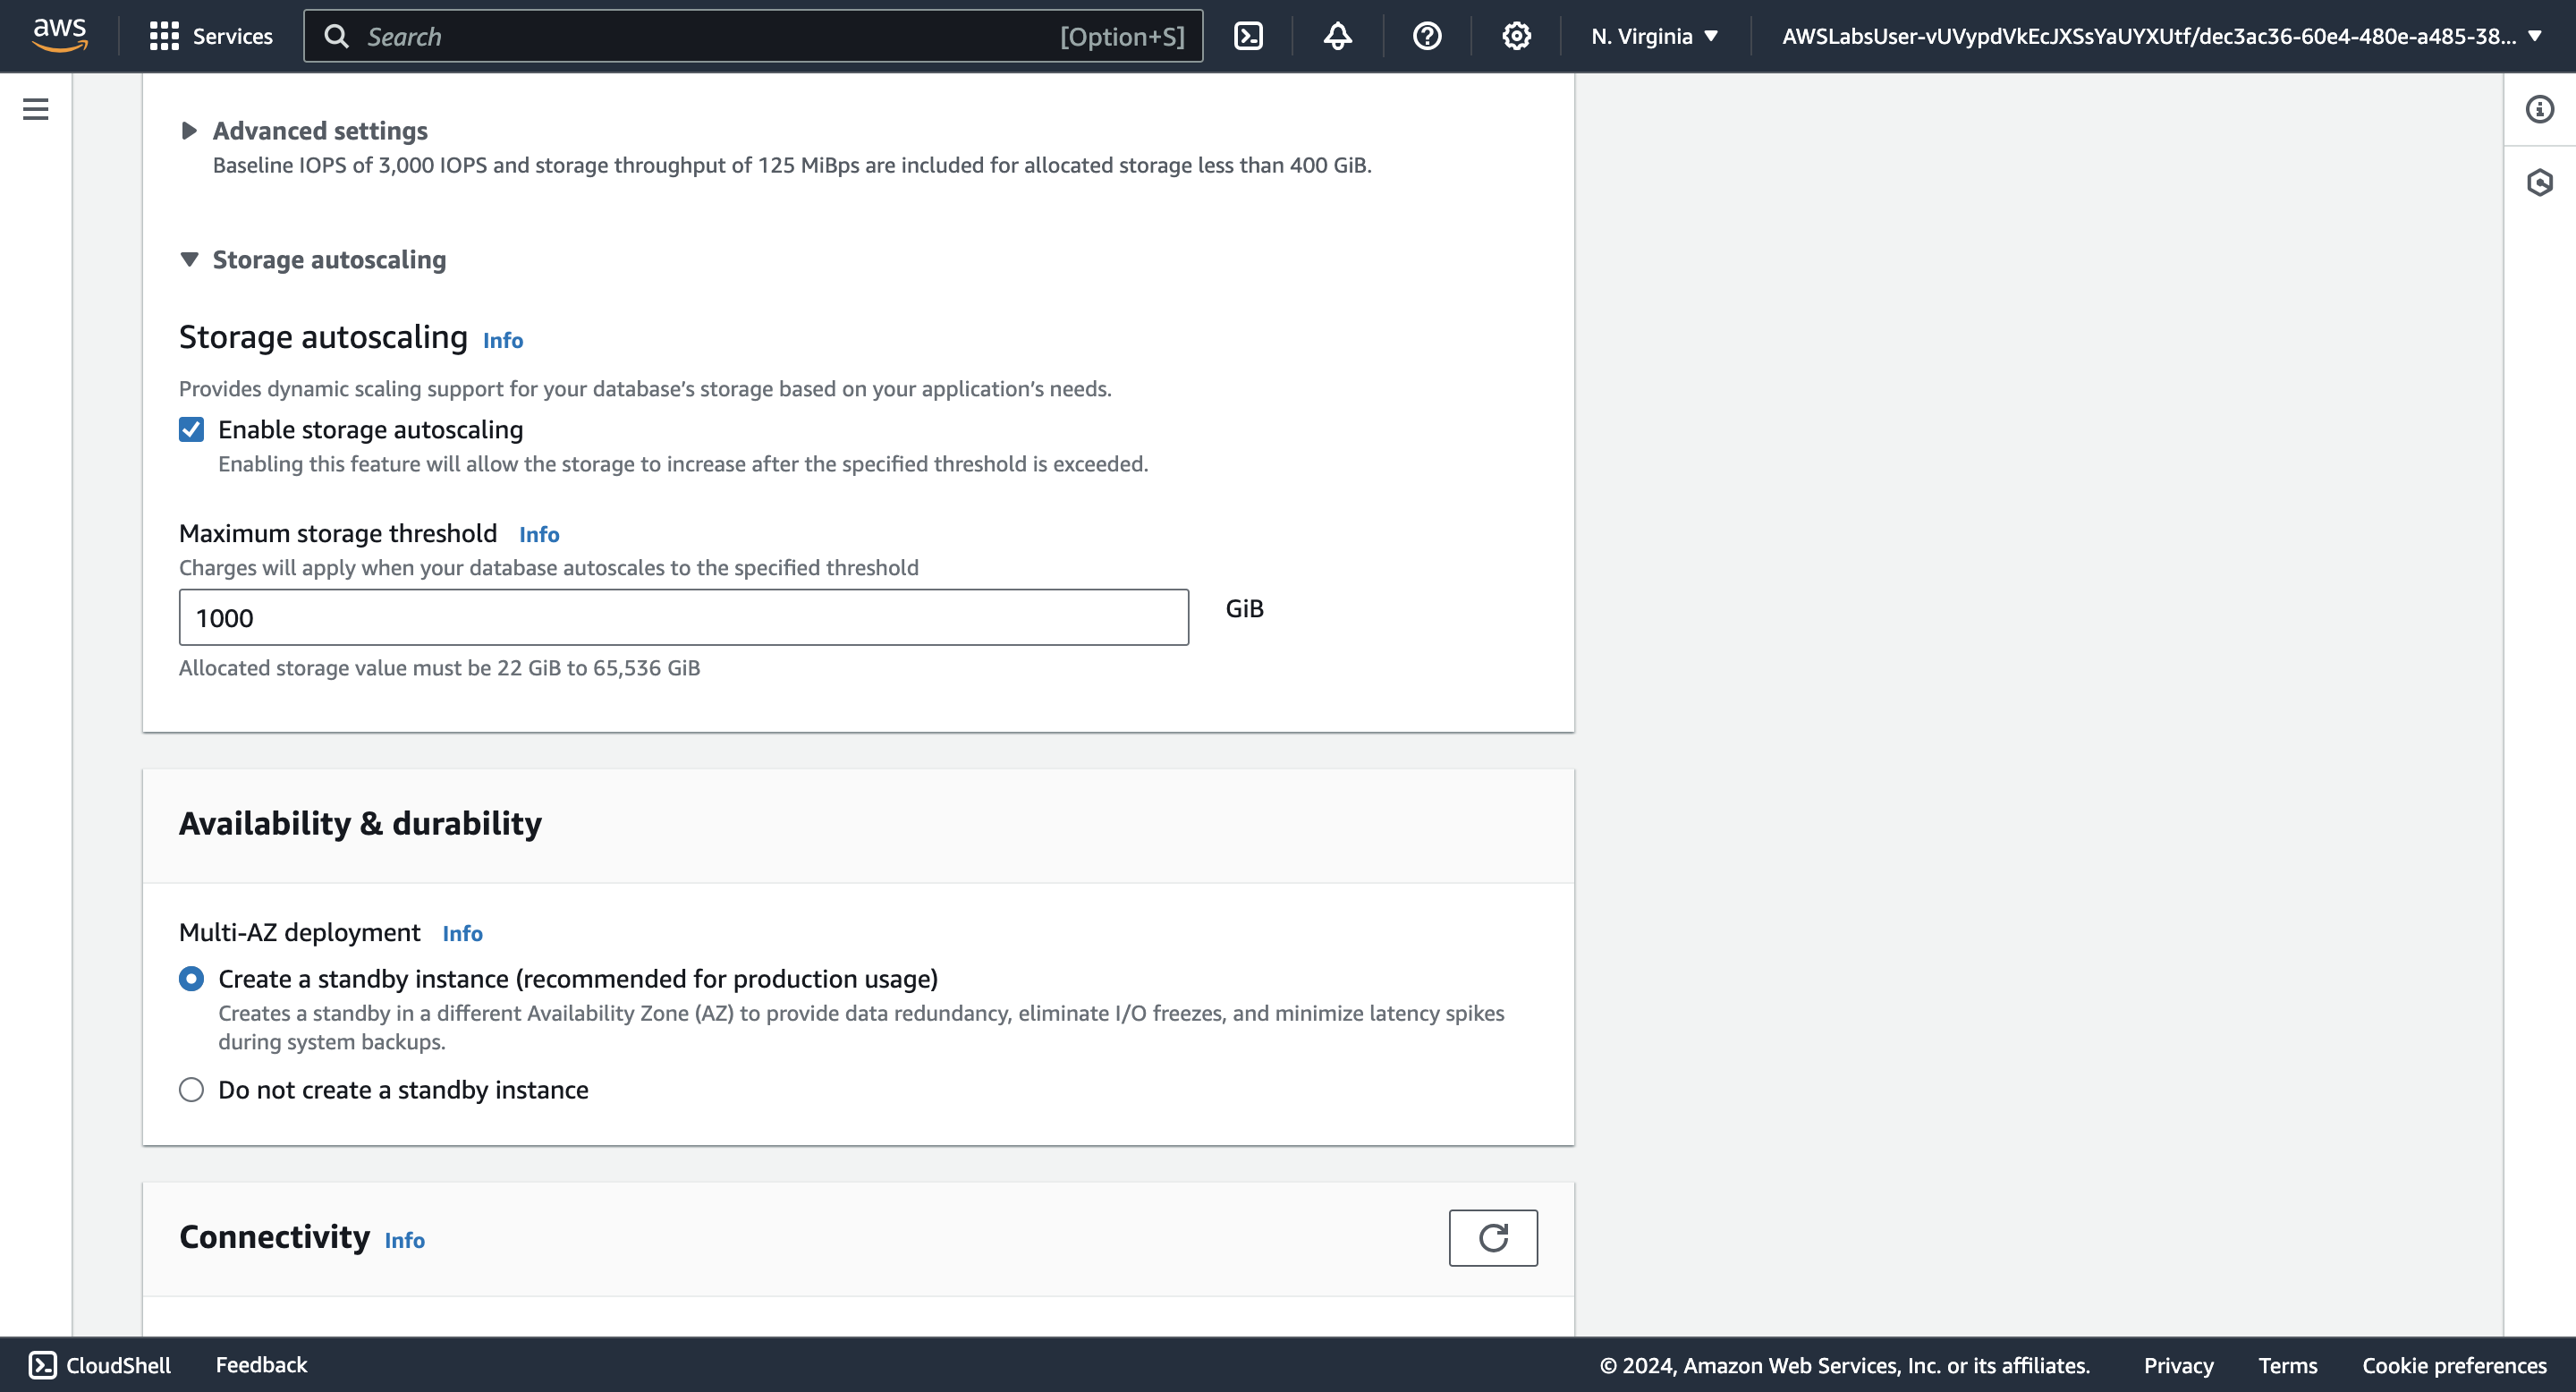 aws
Services
Search
[Option+S]
N. Virginia
AWSLabsUser-vUVypdVkEcJXSsYaUYXUtf/dec3ac36-60e4-480e-a485-38...
Advanced settings
Baseline IOPS of 3,000 IOPS and storage throughput of 125 MiBps are included for allocated storage less than 400 GiB.
Storage autoscaling
Storage autoscaling Info
Provides dynamic scaling support for your database’s storage based on your application’s needs.
Enable storage autoscaling
Enabling this feature will allow the storage to increase after the specified threshold is exceeded.
Maximum storage threshold Info
Charges will apply when your database autoscales to the specified threshold
1000
GiB
Allocated storage value must be 22 GiB to 65,536 GiB
Availability & durability
Multi-AZ deployment Info
Create a standby instance (recommended for production usage)
Creates a standby in a different Availability Zone (AZ) to provide data redundancy, eliminate I/O freezes, and minimize latency spikes
during system backups.
Do not create a standby instance
Connectivity Info
CloudShell
Feedback
© 2024, Amazon Web Services, Inc. or its affiliates.
Privacy
Terms
Cookie preferences